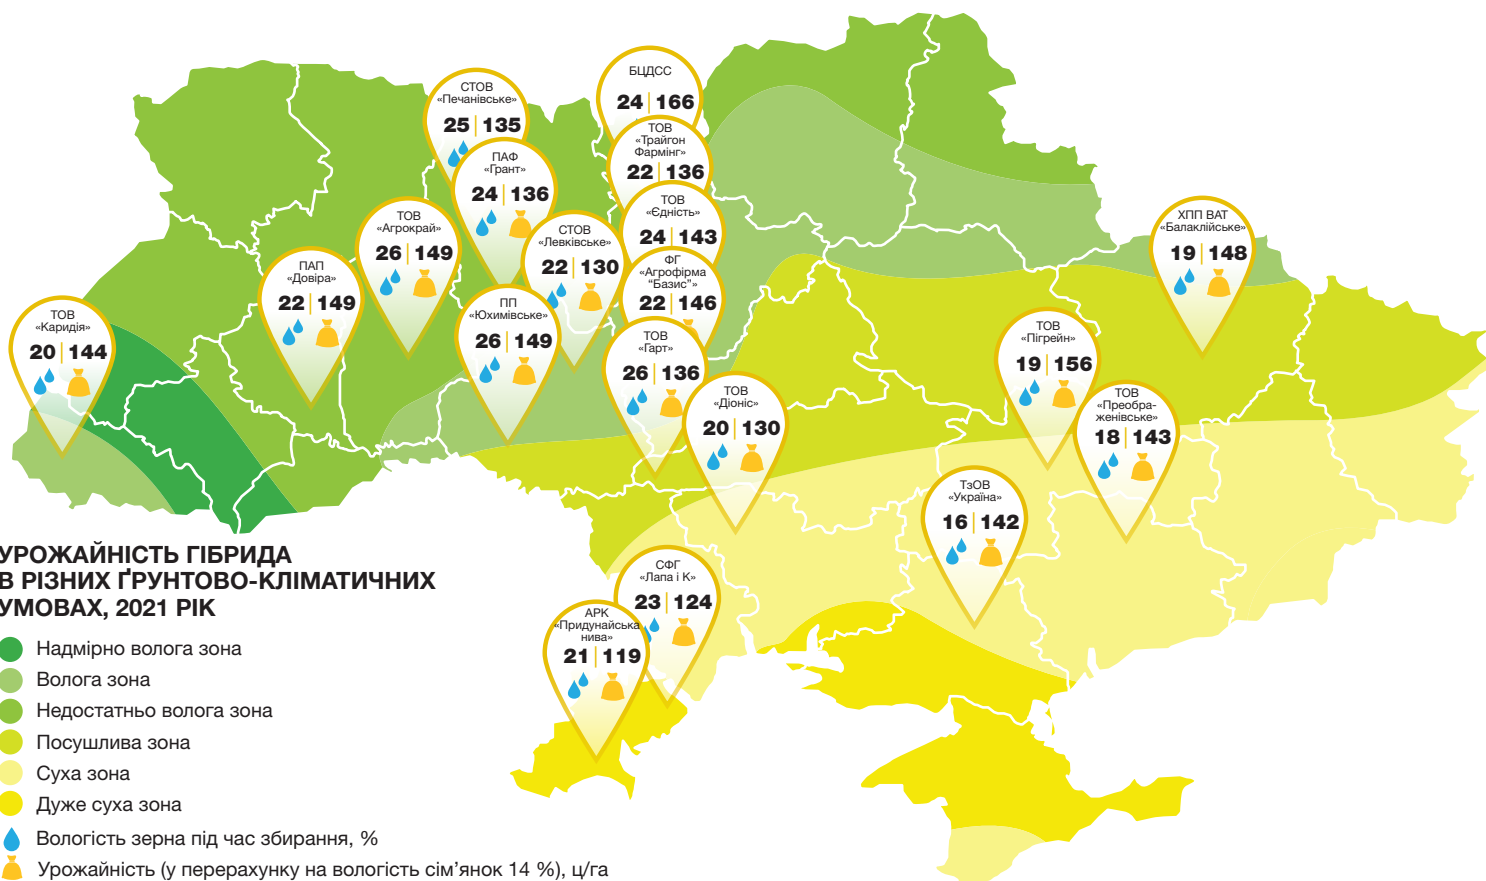 БЦДСС
24 166
СТОВ
«Печанівське»
25 135
ТОВ
«Трайгон
Фармінг»
22 136
ПАФ
«Грант»
24 136
ТОВ
«Єдність»
24 143
ТОВ
«Агрокрай»
26 149
СТОВ
«Левківське»
22 130
ХПП ВАТ
«Балаклійське»
19 148
ПАП
«Довіра»
22 149
ФГ
«Агрофірма
"Базис"»
22 146
ТОВ
«Каридія»
20 144
ПП
«Юхимівське»
26 149
ТОВ
«Гарт»
26 136
ТОВ
«Пігрейн»
19 156
ТОВ
«Діоніс»
20 130
ТОВ
«Преобра-
женівське»
18 143
ТзОВ
«Україна»
16 142
СФГ
«Лапа і К»
23 124
АРК
«Придунайська
нива»
21 119
УРОЖАЙНІСТЬ ГІБРИДА
В РІЗНИХ ҐРУНТОВО-КЛІМАТИЧНИХ
УМОВАХ, 2021 РІК
Надмірно волога зона
Волога зона
Недостатньо волога зона
Посушлива зона
Суха зона
Дуже суха зона
Вологість зерна під час збирання, %
Урожайність (у перерахунку на вологість сім’янок 14 %), ц/га